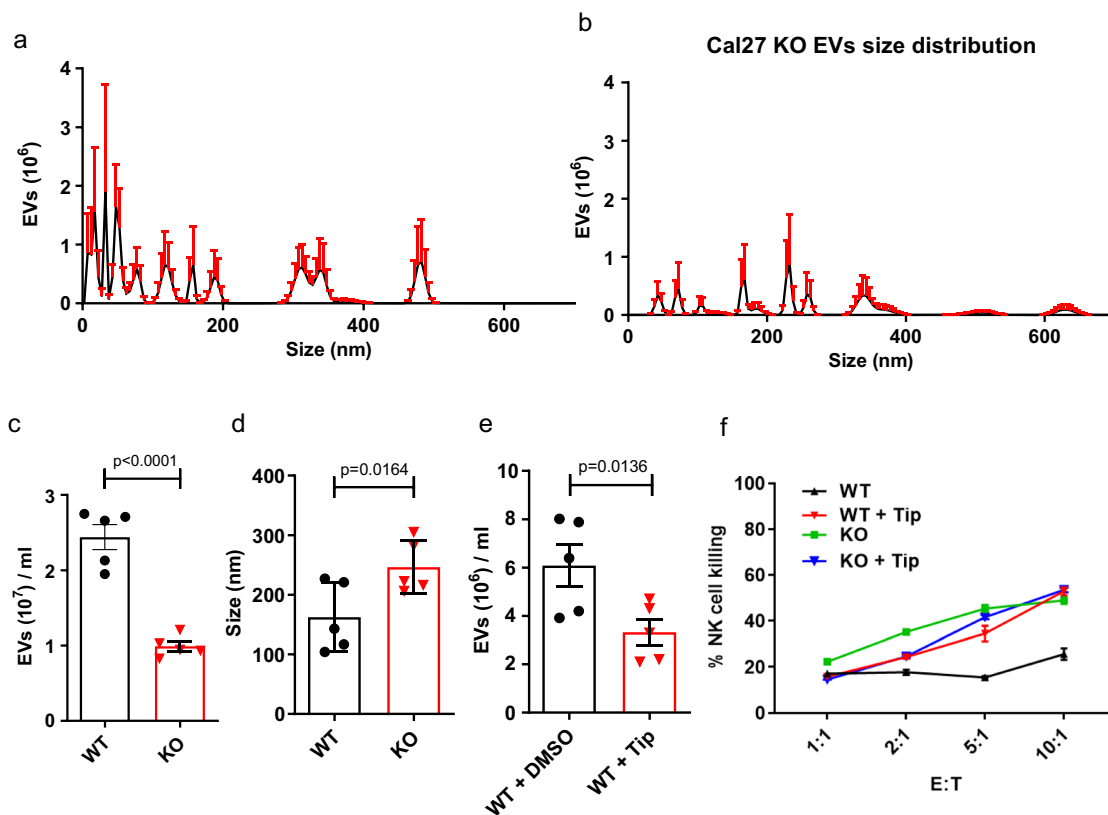 a
b
Cal27 KO EVs size distribution
4
3
2
1
0
EVs (10⁶)
0
200
400
600
Size (nm)
4
3
2
1
0
EVs (10⁶)
0
200
400
600
Size (nm)
c
p<0.0001
3
2
1
0
EVs (10⁷) / ml
WT
KO
d
p=0.0164
400
300
200
100
0
Size (nm)
WT
KO
e
p=0.0136
10
8
6
4
2
0
EVs (10⁶) / ml
WT + DMSO
WT + Tip
f
WT
WT + Tip
KO
KO + Tip
100
80
60
40
20
0
% NK cell killing
1:1
2:1
5:1
10:1
E:T